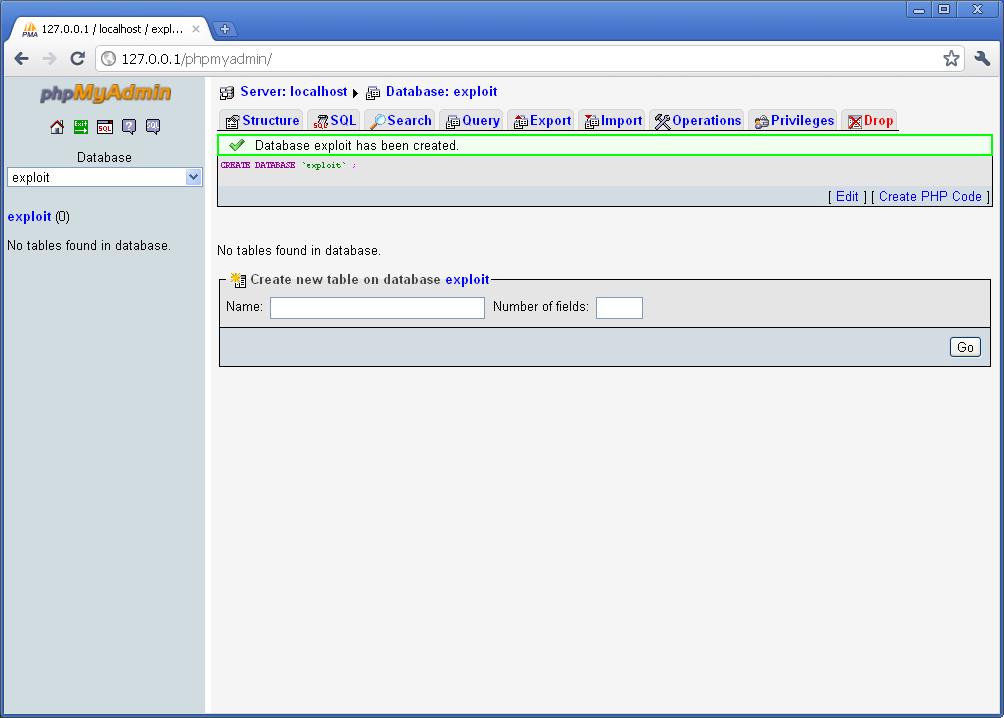 127.0.0.1 / localhost / expl...
127.0.0.1/phpmyadmin/
phpMyAdmin
Database
exploit
exploit (0)
No tables found in database.
Server: localhost Database: exploit
Structure SQL Search Query Export Import Operations Privileges Drop
Database exploit has been created.
CREATE DATABASE `exploit` ;
[ Edit ] [ Create PHP Code ]
No tables found in database.
Create new table on database exploit
Name: Number of fields:
Go